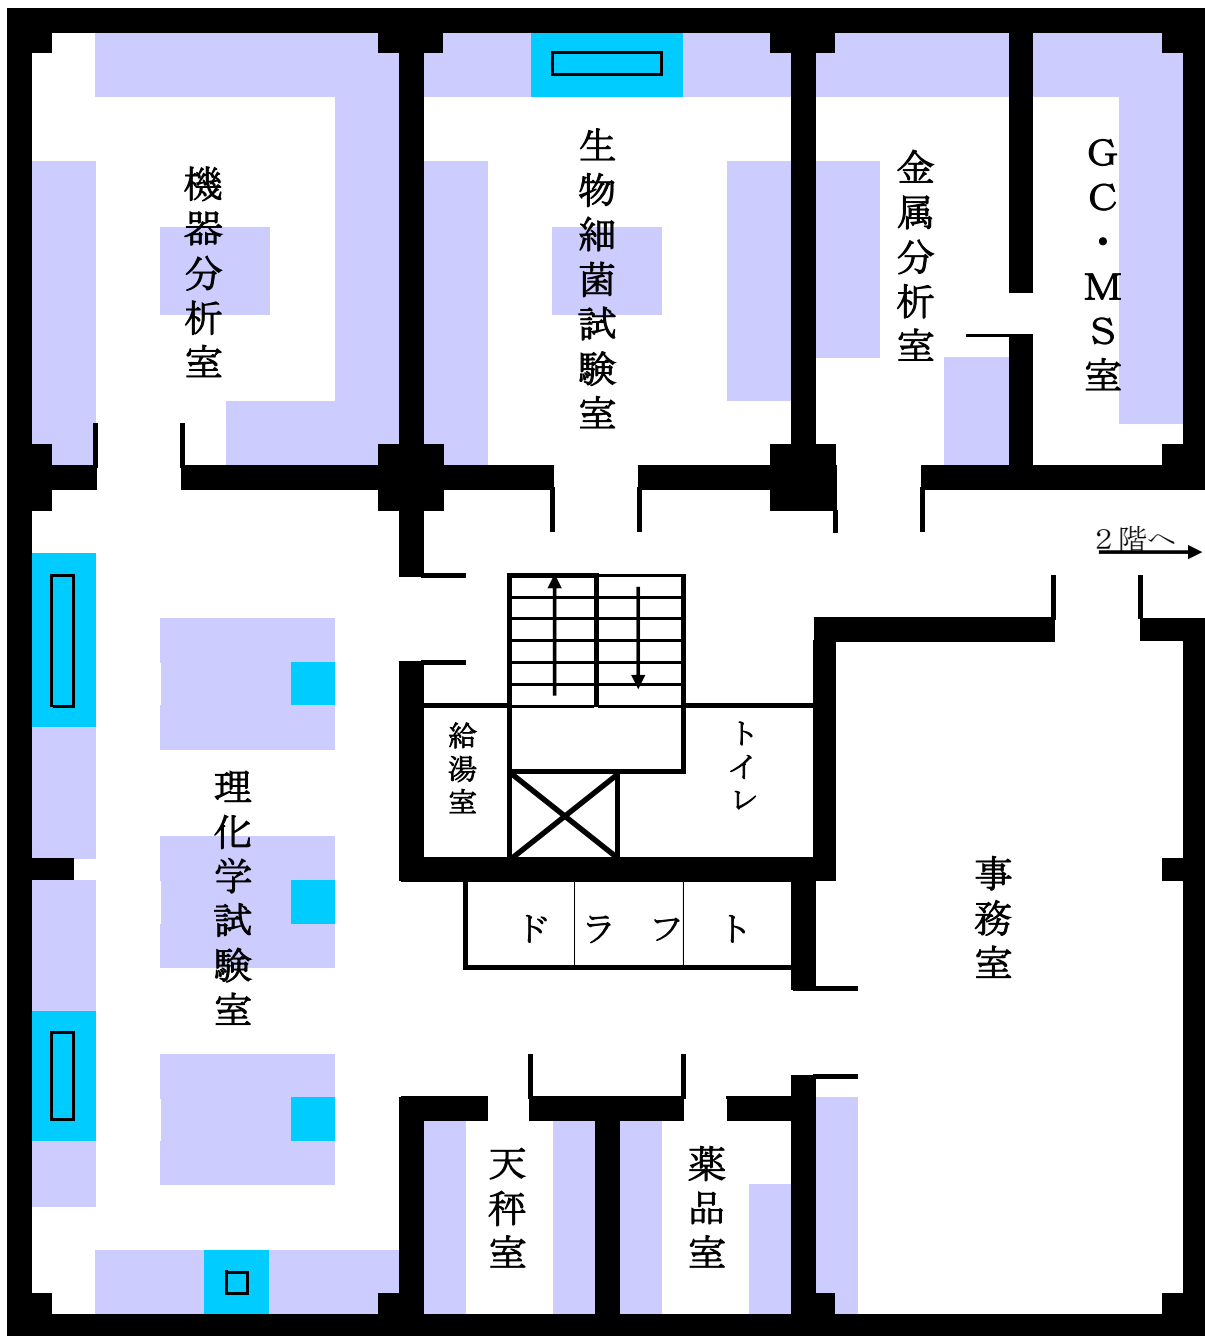 機器分析室
生物細菌試験室
金属分析室
GC・MS室
2階へ
給湯室
トイレ
理化学試験室
ドラフト
事務室
天秤室
薬品室